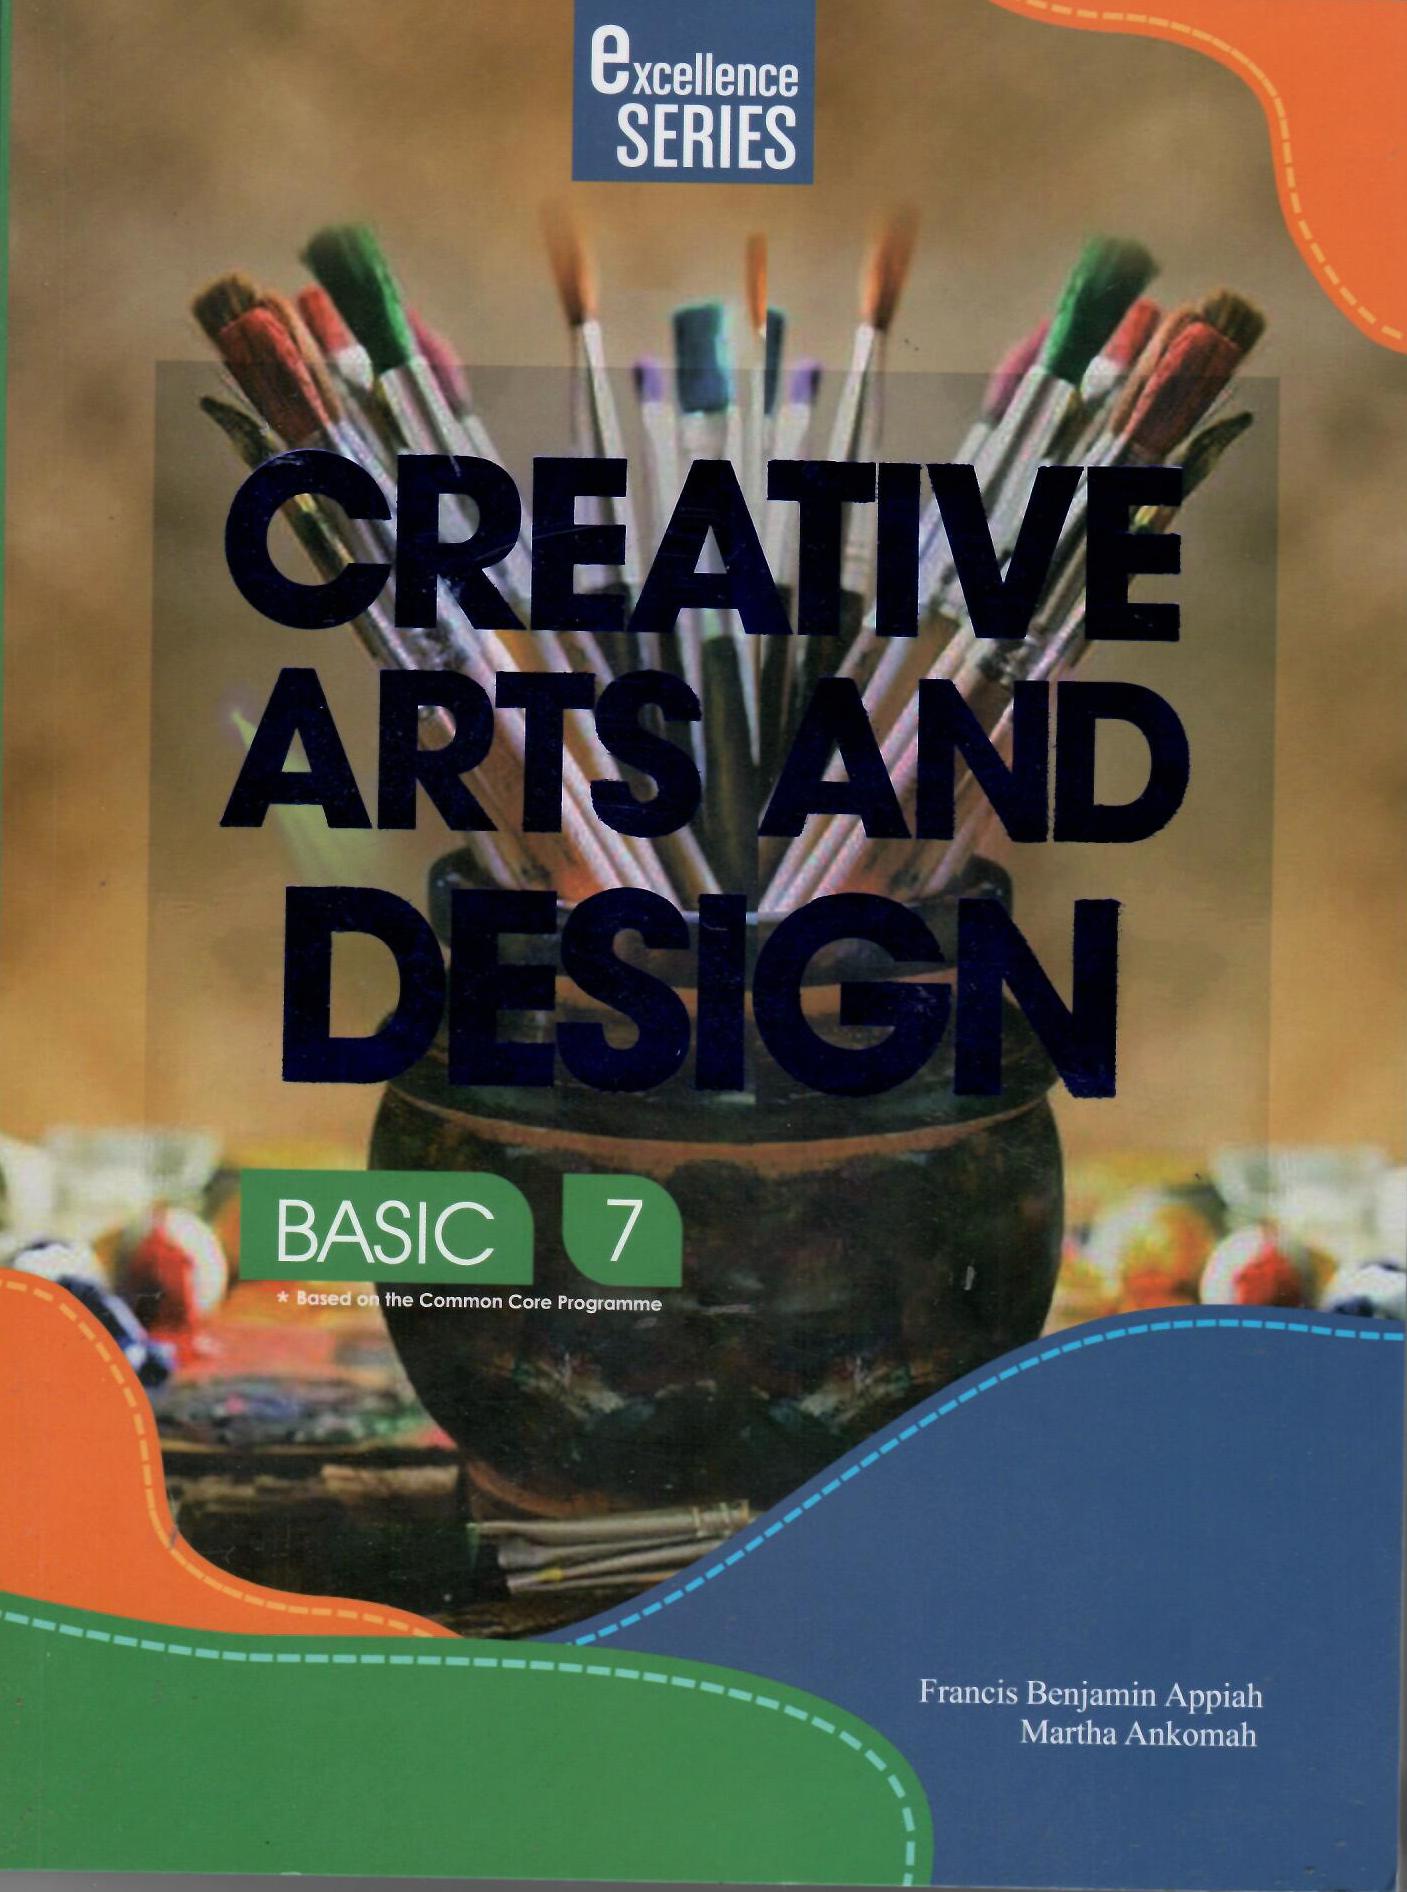 excellence
SERIES
CREATIVE
ARTS AND
DESIGN
BASIC 7
* Based on the Common Core Programme
Francis Benjamin Appiah
Martha Ankomah